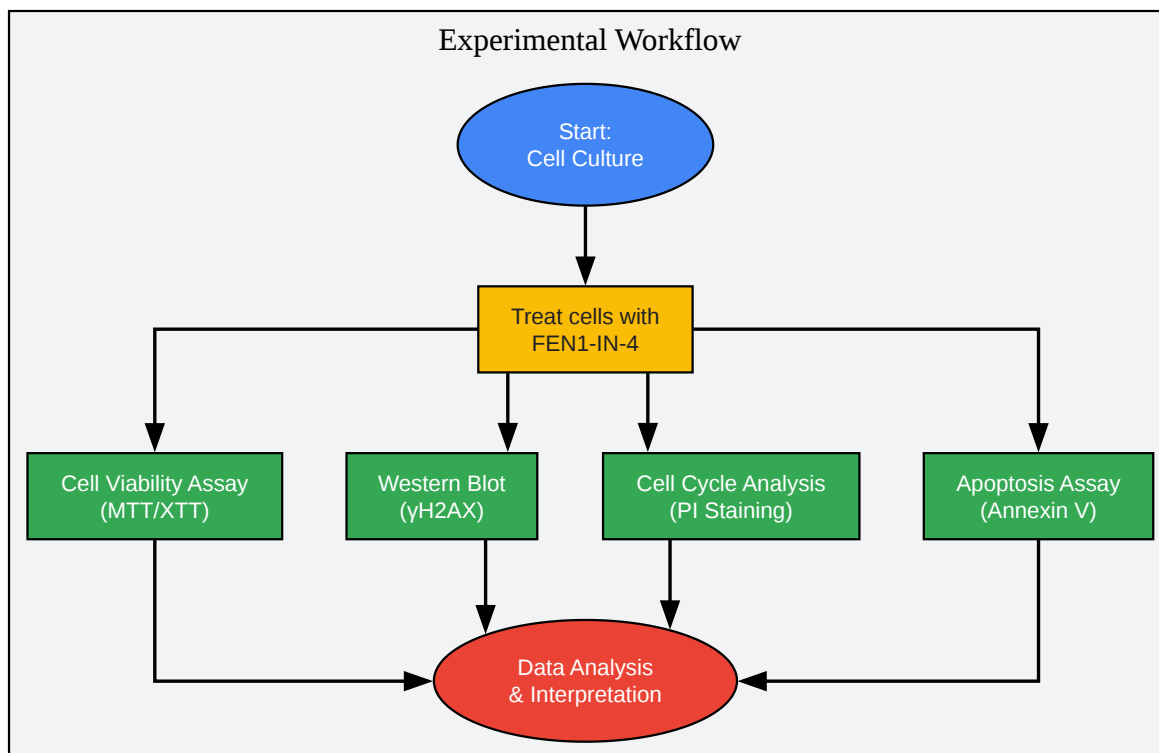 Experimental Workflow
Start:
Cell Culture
Treat cells with
FEN1-IN-4
Cell Viability Assay
(MTT/XTT)
Western Blot
(γH2AX)
Cell Cycle Analysis
(PI Staining)
Apoptosis Assay
(Annexin V)
Data Analysis
& Interpretation